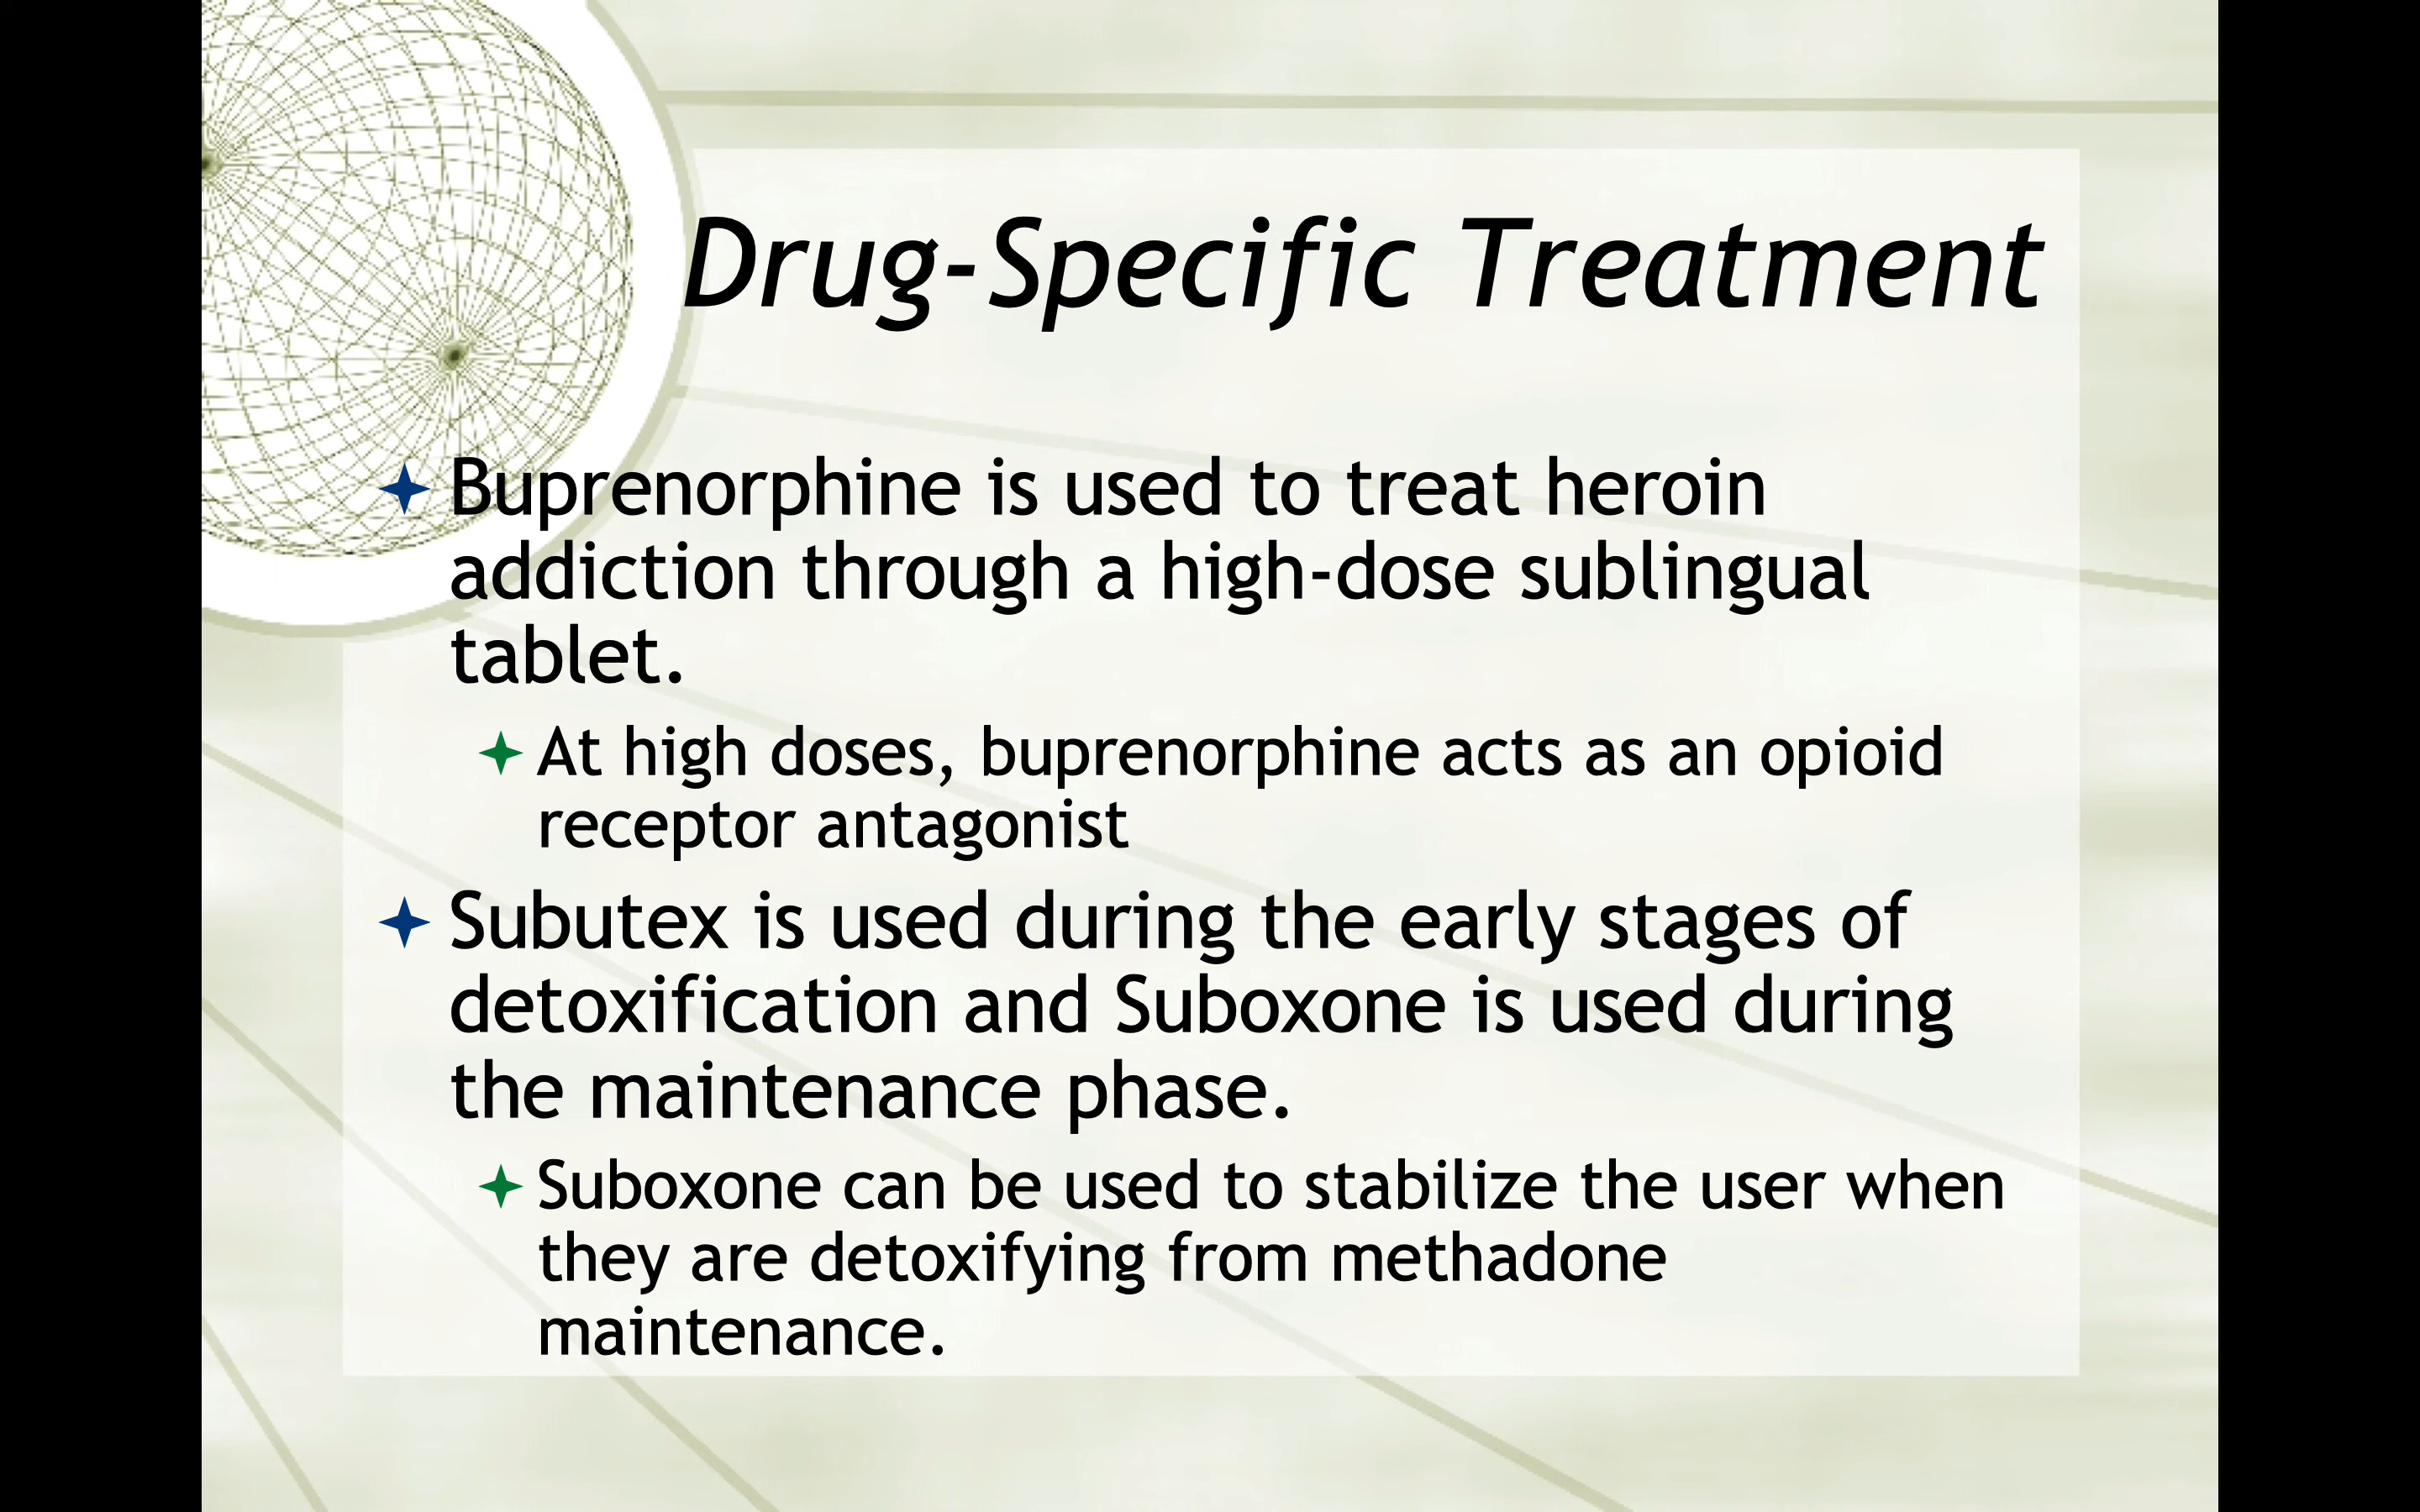 Drug-Specific Treatment
Buprenorphine is used to treat heroin
addiction through a high-dose sublingual
tablet.
At high doses, buprenorphine acts as an opioid
receptor antagonist
Subutex is used during the early stages of
detoxification and Suboxone is used during
the maintenance phase.
Suboxone can be used to stabilize the user when
they are detoxifying from methadone
maintenance.